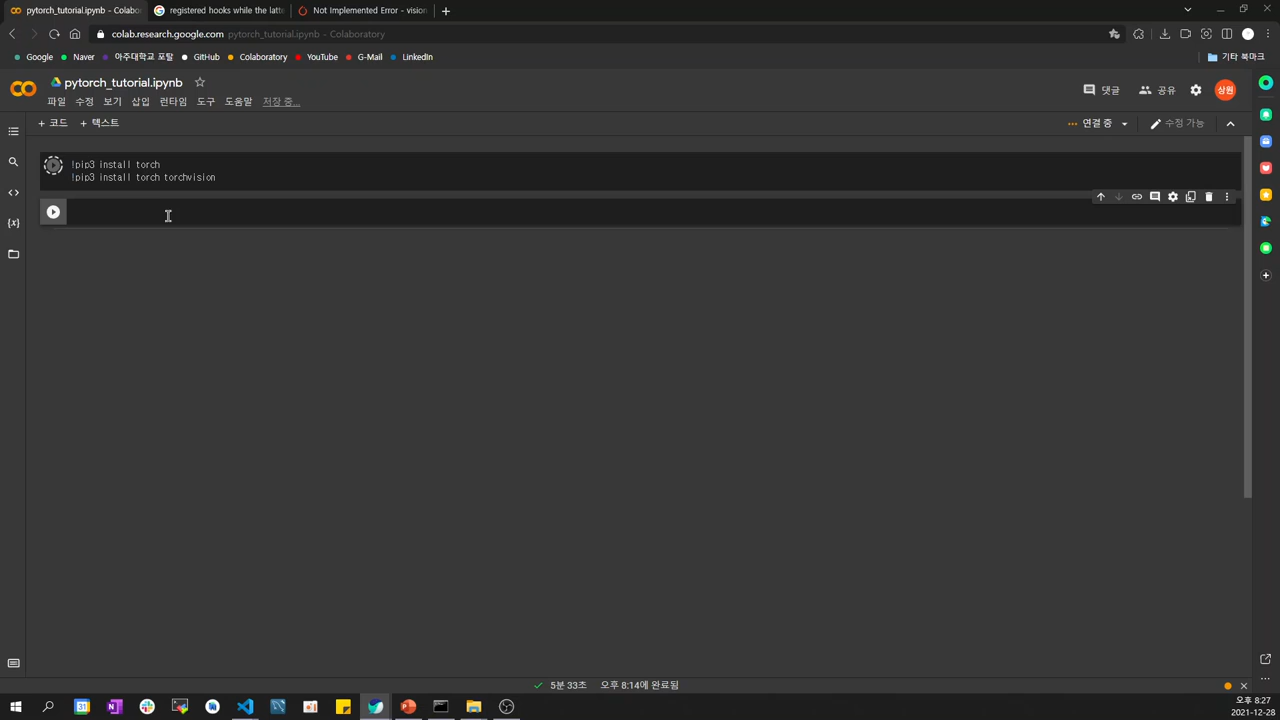 pytorch_tutorial.ipynb - Colabor
registered hooks while the latte
Not Implemented Error - vision
colab.research.google.com pytorch_tutorial.ipynb - Colaboratory
Google Naver 아주대학교 포탈 GitHub Colaboratory YouTube G-Mail LinkedIn 기타 북마크
pytorch_tutorial.ipynb
댓글 공유 상원
파일 수정 보기 삽입 런타임 도구 도움말 저장 중...
+ 코드 + 텍스트 연결 중 수정 가능
!pip3 install torch
!pip3 install torch torchvision
5분 33초 오후 8:14에 완료됨
31
오후 8:27
2021-12-28